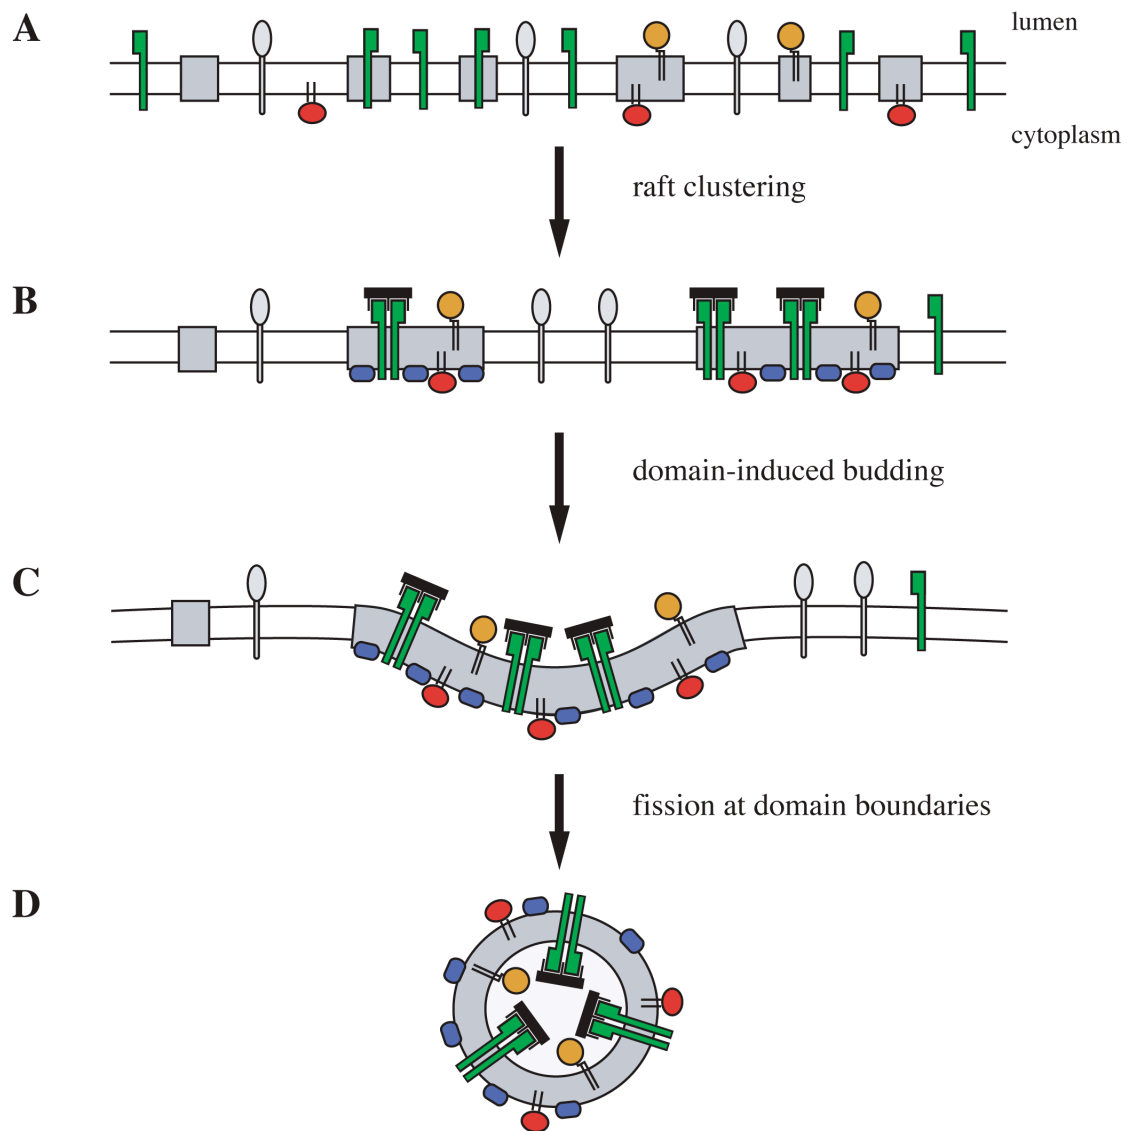 A
lumen
cytoplasm
raft clustering
B
domain-induced budding
C
fission at domain boundaries
D